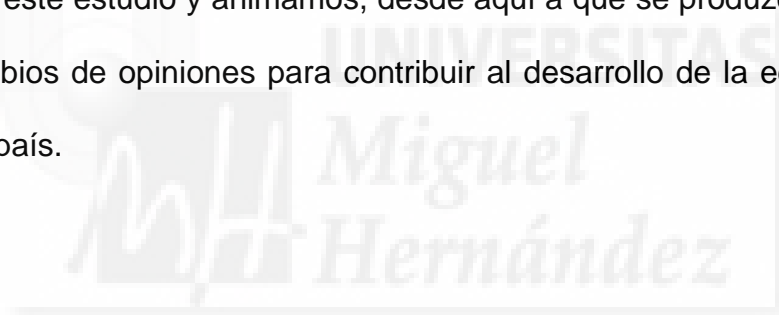 este estudio y animamos, desde aquí a que se
bios de opiniones para contribuir al desarrollo de la
país.
UNIVERSITAS
Miguel
Hernández